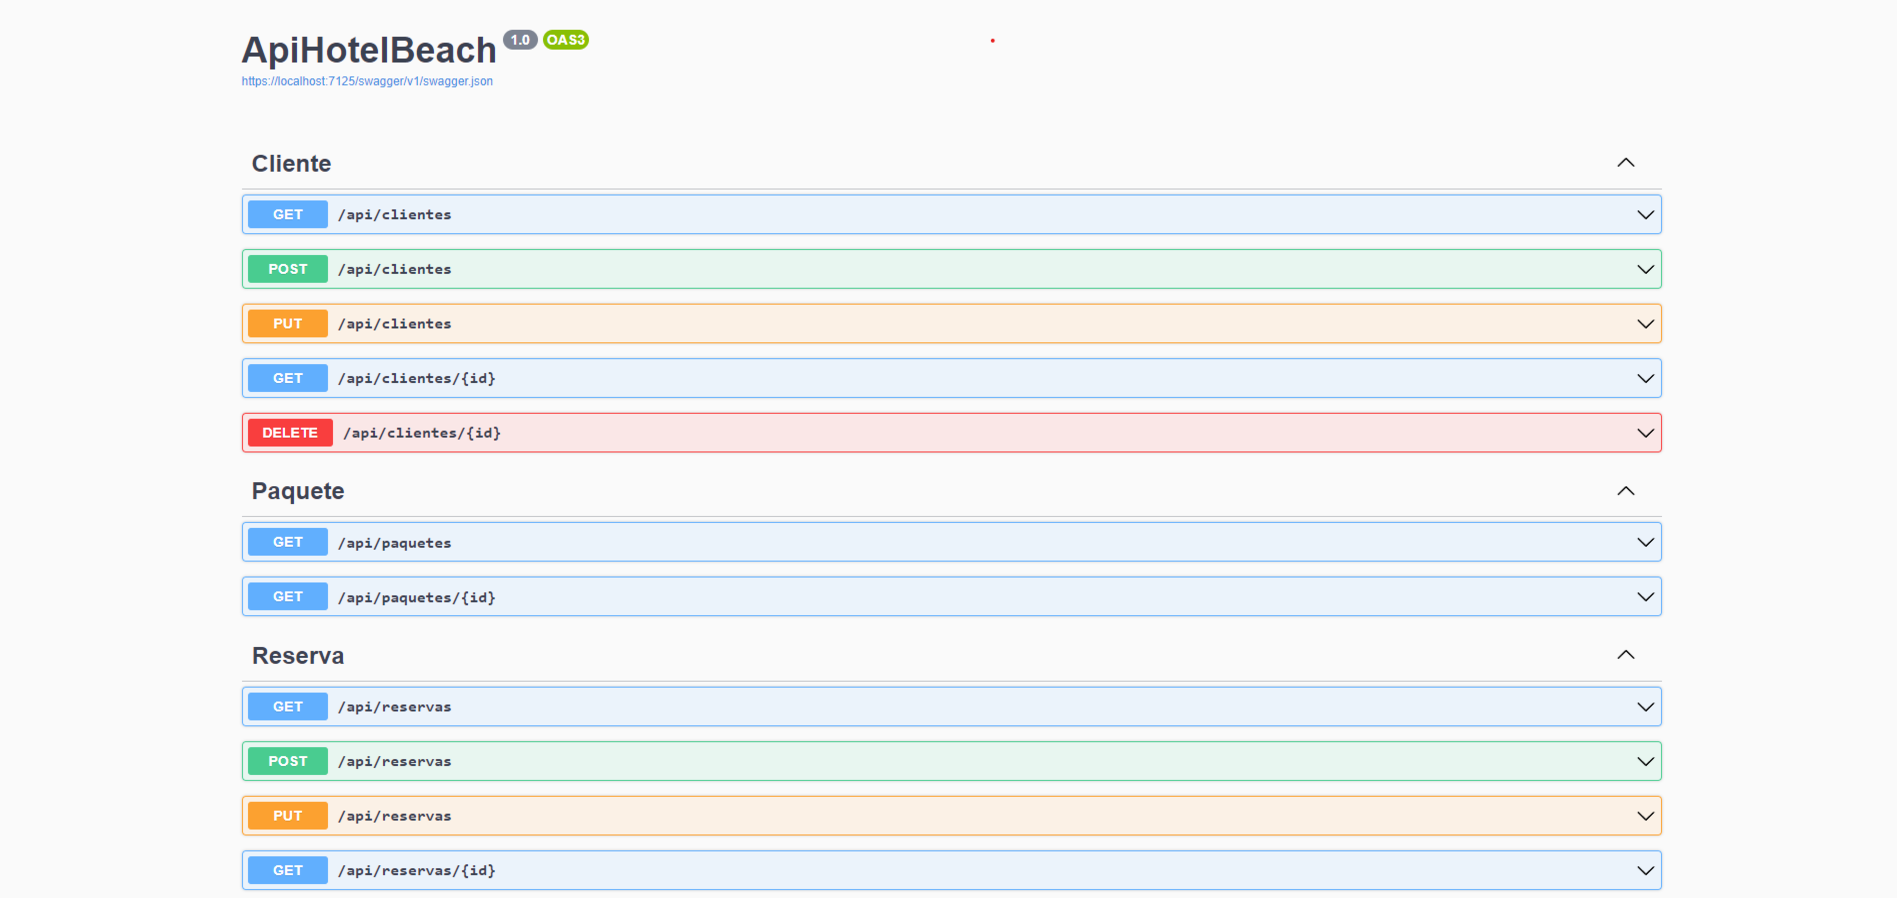 ApiHotelBeach 1.0 OAS3
https://localhost:7125/swagger/v1/swagger.json
Cliente
GET /api/clientes
POST /api/clientes
PUT /api/clientes
GET /api/clientes/{id}
DELETE /api/clientes/{id}
Paquete
GET /api/paquetes
GET /api/paquetes/{id}
Reserva
GET /api/reservas
POST /api/reservas
PUT /api/reservas
GET /api/reservas/{id}